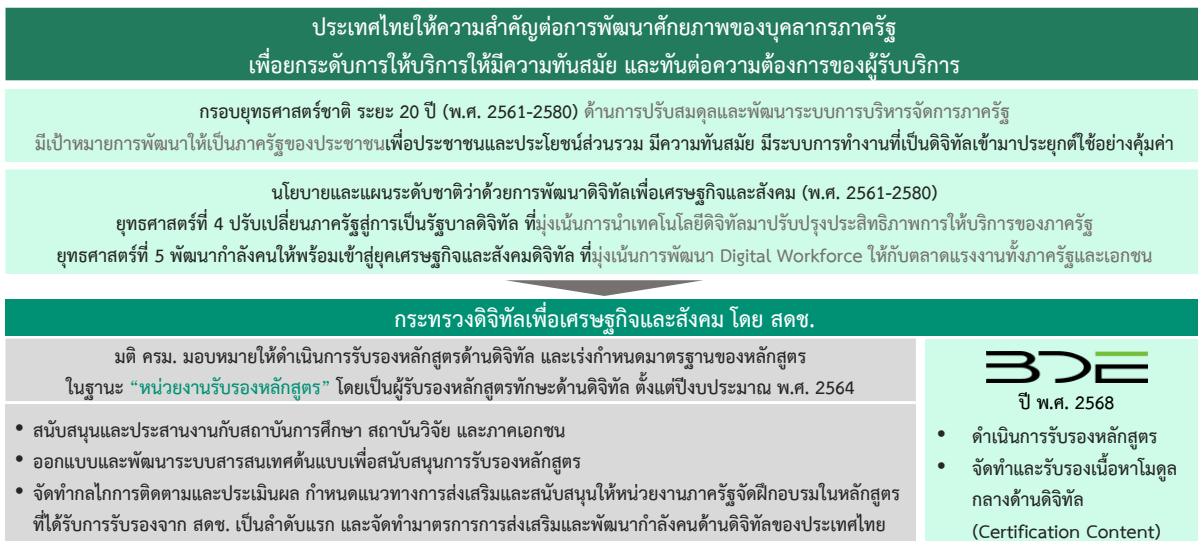 ประเทศไทยให้ความสำคัญต่อการพัฒนาศักยภาพของบุคลากรภาครัฐ
เพื่อยกระดับการให้บริการให้มีความทันสมัย และทันต่อความต้องการของผู้รับบริการ
กรอบยุทธศาสตร์ชาติ ระยะ 20 ปี (พ.ศ. 2561-2580) ด้านการปรับสมดุลและพัฒนาระบบการบริหารจัดการภาครัฐ
มีเป้าหมายการพัฒนาให้เป็นภาครัฐของประชาชนเพื่อประชาชนและประโยชน์ส่วนรวม มีความทันสมัย มีระบบการทำงานที่เป็นดิจิทัลเข้ามาประยุกต์ใช้อย่างคุ้มค่า
นโยบายและแผนระดับชาติว่าด้วยการพัฒนาดิจิทัลเพื่อเศรษฐกิจและสังคม (พ.ศ. 2561-2580)
ยุทธศาสตร์ที่ 4 ปรับเปลี่ยนภาครัฐสู่การเป็นรัฐบาลดิจิทัล ที่มุ่งเน้นการนำเทคโนโลยีดิจิทัลมาปรับปรุงประสิทธิภาพการให้บริการของภาครัฐ
ยุทธศาสตร์ที่ 5 พัฒนากำลังคนให้พร้อมเข้าสู่ยุคเศรษฐกิจและสังคมดิจิทัล ที่มุ่งเน้นการพัฒนา Digital Workforce ให้กับตลาดแรงงานทั้งภาครัฐและเอกชน
กระทรวงดิจิทัลเพื่อเศรษฐกิจและสังคม โดย สดช.
มติ ครม. มอบหมายให้ดำเนินการรับรองหลักสูตรด้านดิจิทัล และเร่งกำหนดมาตรฐานของหลักสูตร
ในฐานะ “หน่วยงานรับรองหลักสูตร” โดยเป็นผู้รับรองหลักสูตรทักษะด้านดิจิทัล ตั้งแต่ปีงบประมาณ พ.ศ. 2564
• สนับสนุนและประสานงานกับสถาบันการศึกษา สถาบันวิจัย และภาคเอกชน
• ออกแบบและพัฒนาระบบสารสนเทศต้นแบบเพื่อสนับสนุนการรับรองหลักสูตร
• จัดทำกลไกการติดตามและประเมินผล กำหนดแนวทางการส่งเสริมและสนับสนุนให้หน่วยงานภาครัฐจัดฝึกอบรมในหลักสูตร
ที่ได้รับการรับรองจาก สดช. เป็นลำดับแรก และจัดทำมาตรการการส่งเสริมและพัฒนากำลังคนด้านดิจิทัลของประเทศไทย
BDE
ปี พ.ศ. 2568
• ดำเนินการรับรองหลักสูตร
• จัดทำและรับรองเนื้อหาโมดูล
กลางด้านดิจิทัล
(Certification Content)